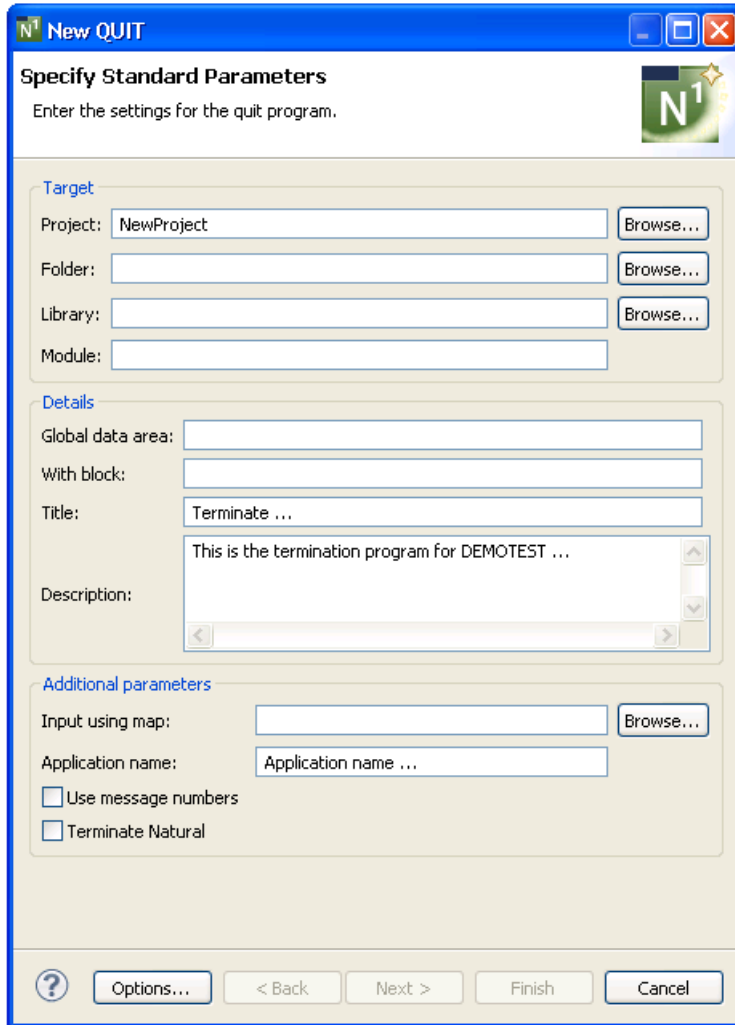 N¹ New QUIT
Specify Standard Parameters
Enter the settings for the quit program.
N¹
Target
Project: NewProject Browse...
Folder: Browse...
Library: Browse...
Module:
Details
Global data area:
With block:
Title: Terminate ...
This is the termination program for DEMOTEST ...
Description:
Additional parameters
Input using map: Browse...
Application name: Application name ...
Use message numbers
Terminate Natural
? Options... < Back Next > Finish Cancel